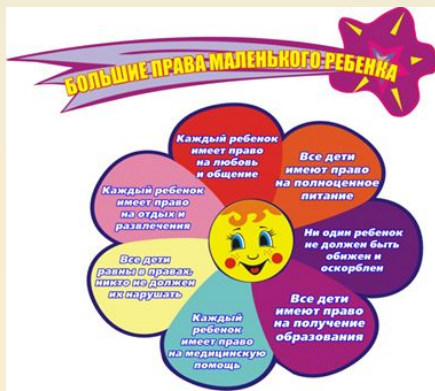 БОЛЬШИЕ ПРАВА МАЛЕНЬКОГО РЕБЕНКА
Каждый ребенок
имеет право
на любовь
и общение
Все дети
имеют право
на полноценное
питание
Ни один ребенок
не должен быть
обижен и
оскорблен
Все дети
имеют право
на получение
образования
Каждый
ребенок
имеет право
на медицинскую
помощь
Все дети
равны в правах,
никто не должен
их нарушать
Каждый ребенок
имеет право
на отдых и
развлечения